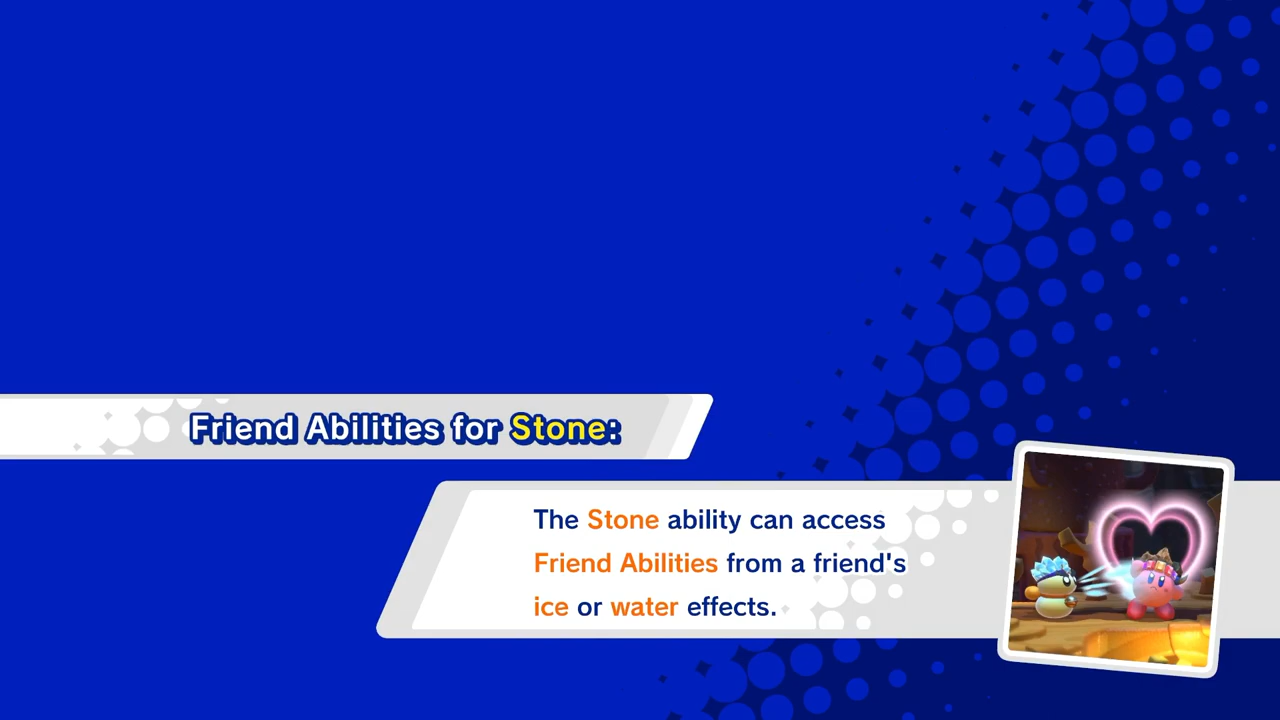 Friend Abilities for Stone:
The Stone ability can access
Friend Abilities from a friend's
ice or water effects.